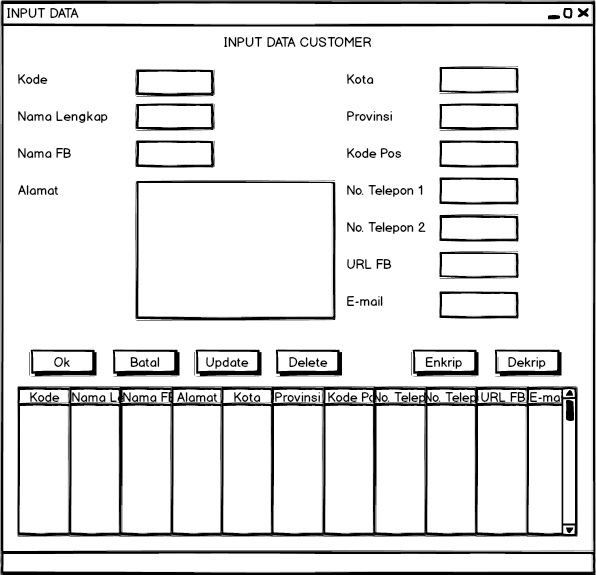 INPUT DATA
INPUT DATA CUSTOMER
Kode
Nama Lengkap
Nama FB
Alamat
Kota
Provinsi
Kode Pos
No. Telepon 1
No. Telepon 2
URL FB
E-mail
Ok Batal Update Delete Enkrip Dekrip
Kode Nama L Nama F Alamat Kota Provinsi Kode Po No. Telep No. Telep URL FB E-ma